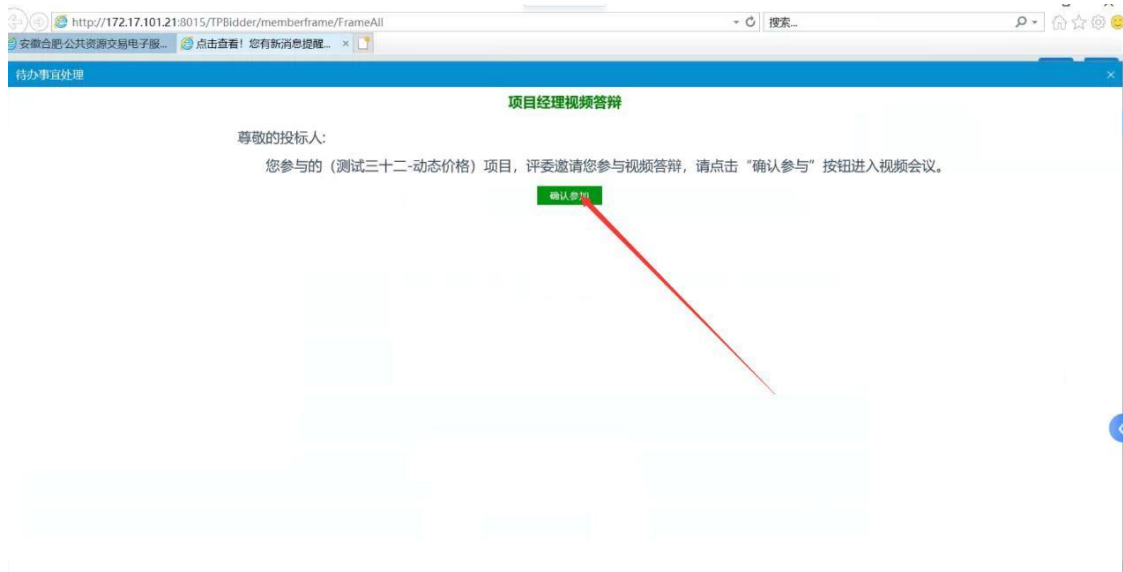 http://172.17.101.21:8015/TPBidder/memberframe/FrameAll
搜索...
安徽合肥公共资源交易电子服...
点击查看！您有新消息提醒...
待办事宜处理
项目经理视频答辩
尊敬的投标人:
您参与的（测试三十二-动态价格）项目，评委邀请您参与视频答辩，请点击“确认参与”按钮进入视频会议。
确认参加